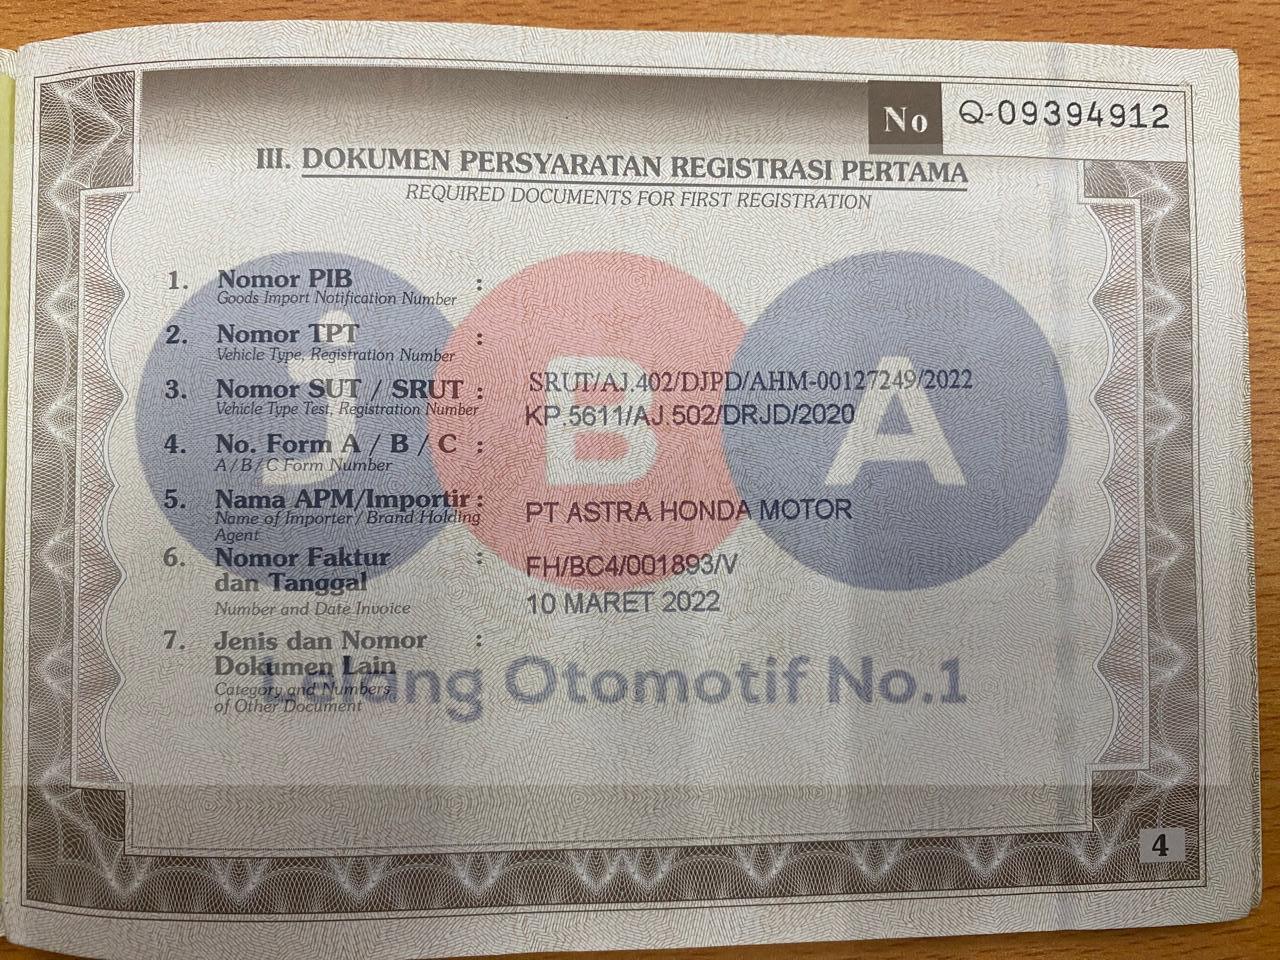 No Q-09394912
III. DOKUMEN PERSYARATAN REGISTRASI PERTAMA
REQUIRED DOCUMENTS FOR FIRST REGISTRATION
1. Nomor PIB :
Goods Import Notification Number
2. Nomor TPT :
Vehicle Type, Registration Number
3. Nomor SUT / SRUT : SRUT/AJ.402/DJPD/AHM-00127249/2022
Vehicle Type Test, Registration Number KP.5611/AJ.502/DRJD/2020
4. No. Form A / B / C :
A / B / C Form Number
5. Nama APM/Importir : PT ASTRA HONDA MOTOR
Name of Importer / Brand Holding
Agent
6. Nomor Faktur : FH/BC4/001893/V
dan Tanggal 10 MARET 2022
Number and Date Invoice
7. Jenis dan Nomor :
Dokumen Lain
Category and Numbers
of Other Document
jBA
Lelang Otomotif No.1
4